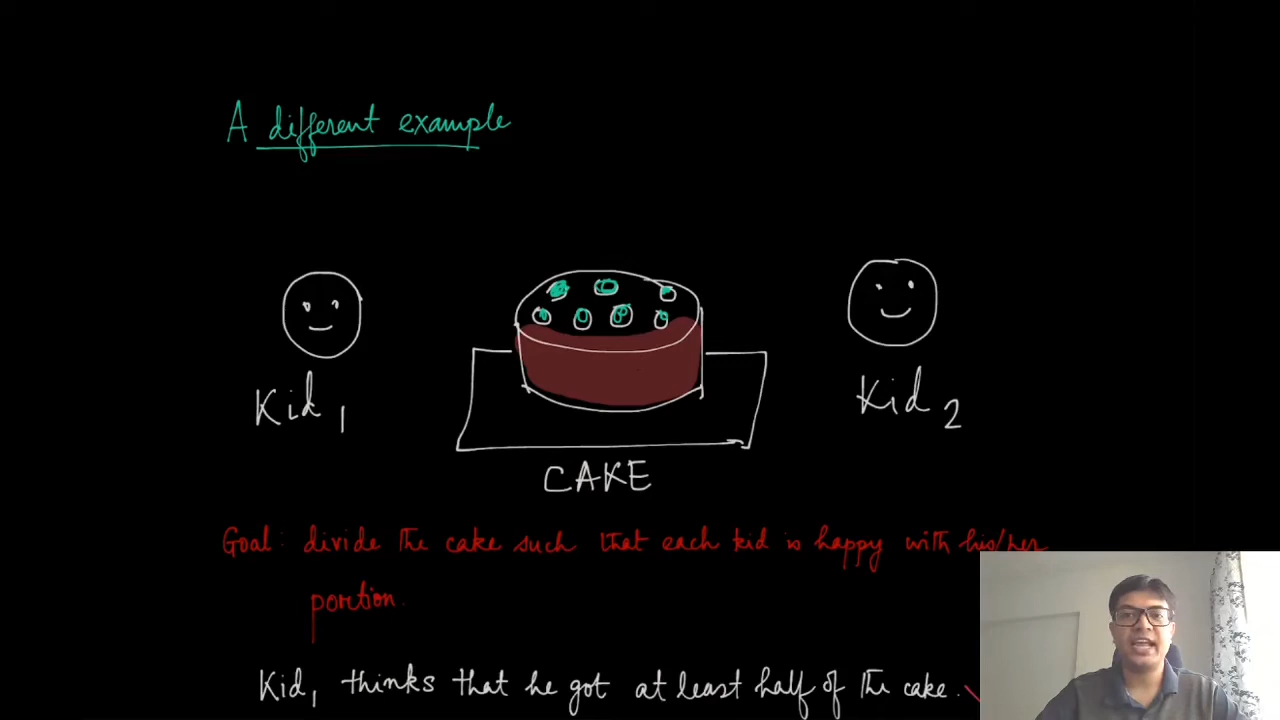 A different example
Kid 1
Kid 2
CAKE
Goal: divide the cake such that each kid is happy with his/her
portion.
Kid, thinks that he got at least half of the cake.